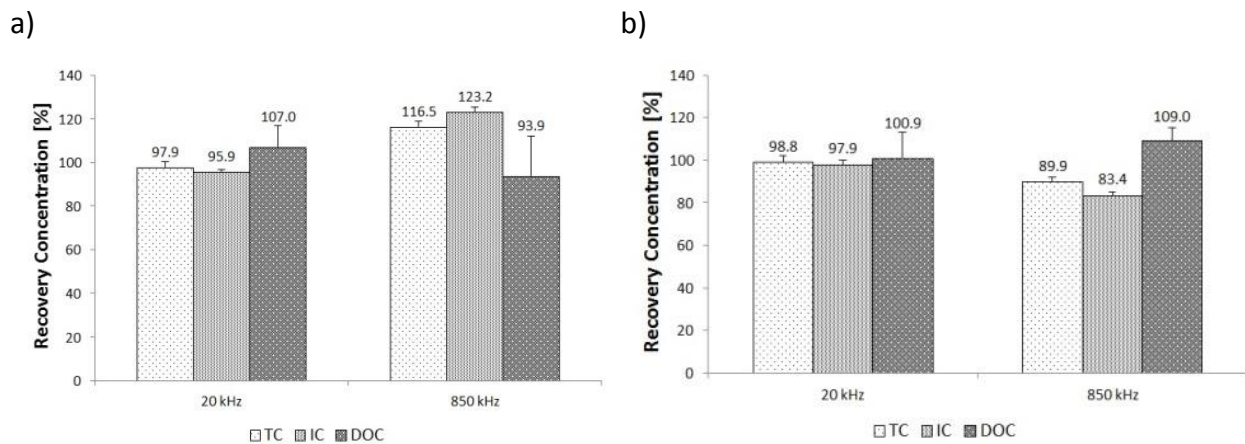 a)
Recovery Concentration [%]
140
120
100
80
60
40
20
0
97.9
95.9
107.0
116.5
123.2
93.9
20 kHz
850 kHz
TC IC DOC
b)
Recovery Concentration [%]
140
120
100
80
60
40
20
0
98.8
97.9
100.9
89.9
83.4
109.0
20 kHz
850 kHz
TC IC DOC